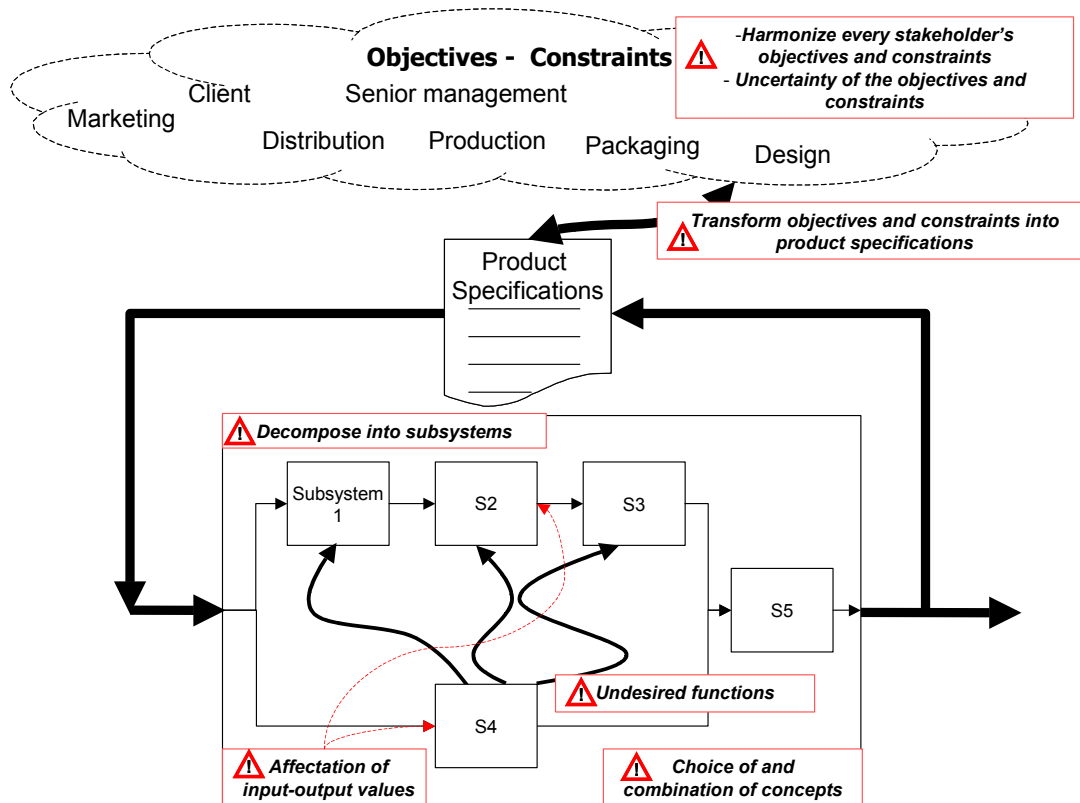 Objectives - Constraints
-Harmonize every stakeholder's
objectives and constraints
- Uncertainty of the objectives and
constraints
!
Client
Senior management
Marketing
Distribution
Production
Packaging
Design
!
Transform objectives and constraints into
product specifications
Product
Specifications
!
Decompose into subsystems
Subsystem
1
S2
S3
S5
S4
!
Undesired functions
!
Affectation of
input-output values
!
Choice of and
combination of concepts